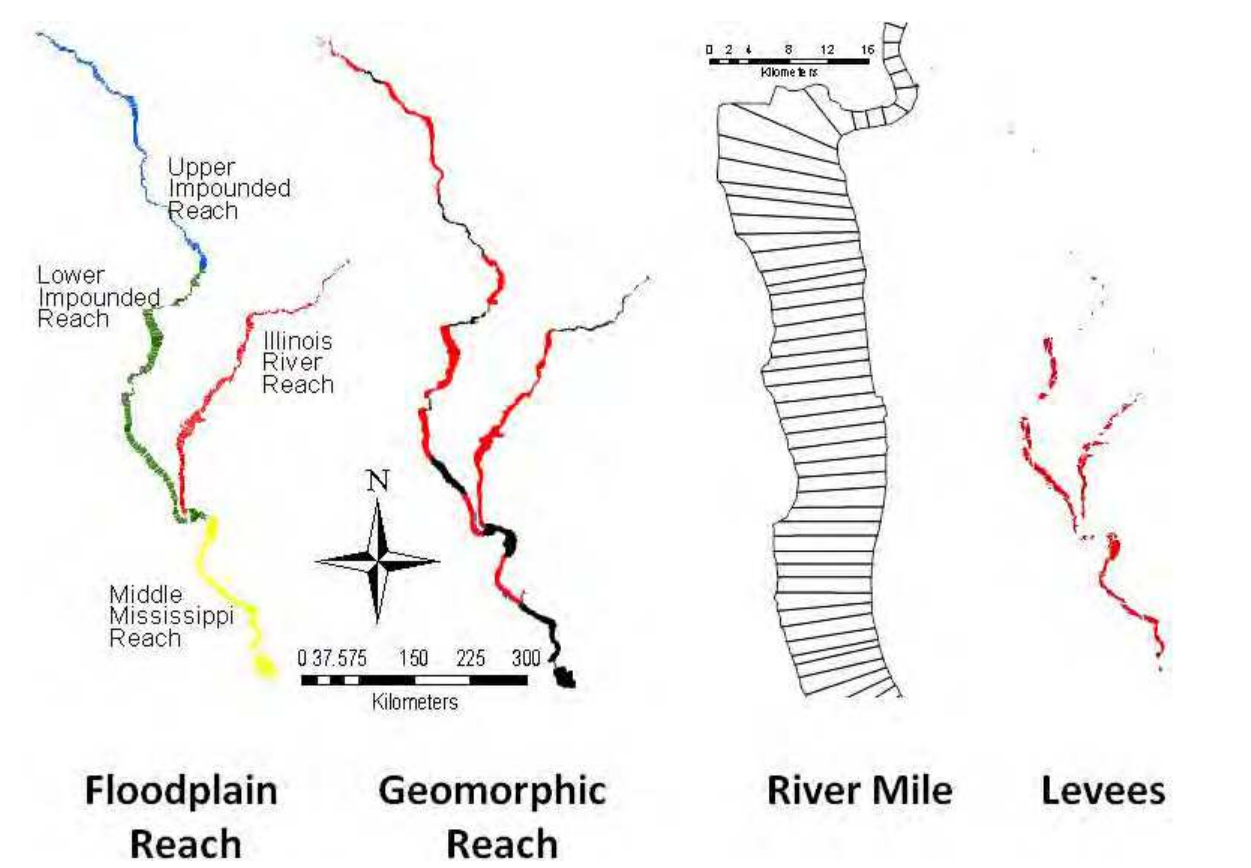 Upper
Impounded
Reach
Lower
Impounded
Reach
Illinois
River
Reach
Middle
Mississippi
Reach
N
0 37.575 150 225 300
Kilometers
0 2 4 8 12 16
Kilometers
Floodplain
Reach
Geomorphic
Reach
River Mile
Levees